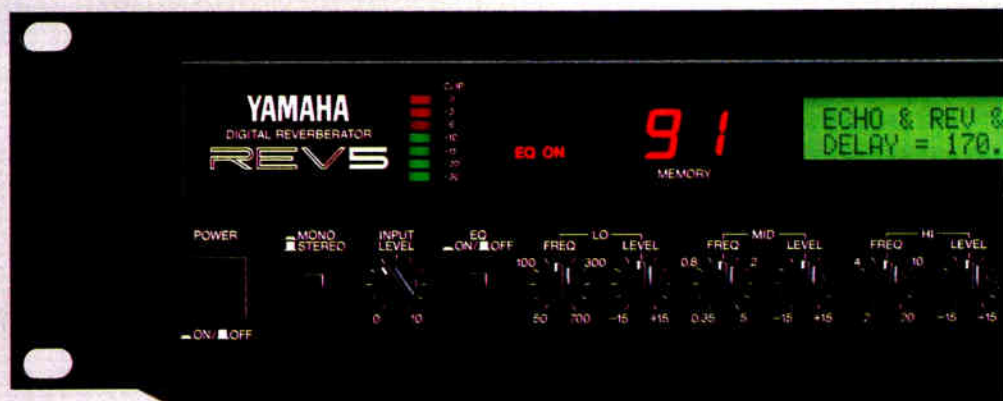 YAMAHA
DIGITAL REVERBERATOR
REV5
CLIP
EQ ON
91
MEMORY
ECHO & REV &
DELAY = 170.
POWER
ON/OFF
MONO
STEREO
INPUT
LEVEL
0 10
EQ
ON/OFF
LO
FREQ LEVEL
100 300
50 700 -15 +15
MID
FREQ LEVEL
0.8 2
0.35 5 -15 +15
HI
FREQ LEVEL
4 10
2 20 -15 +15